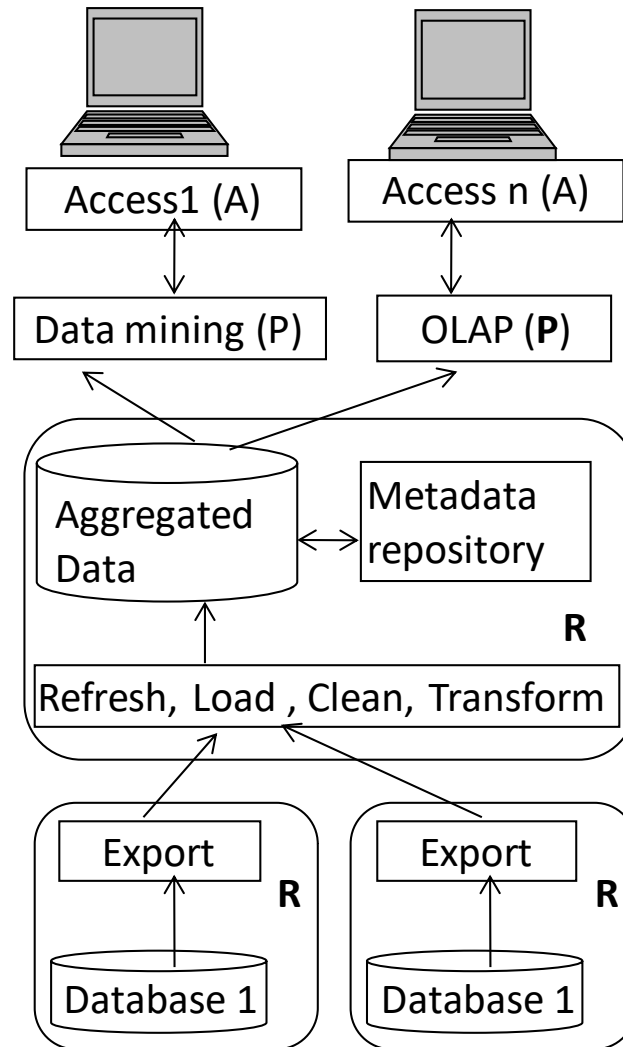 Access1 (A)
Access n (A)
Data mining (P)
OLAP (P)
Aggregated
Data
Metadata
repository
R
Refresh, Load , Clean, Transform
Export
R
Export
R
Database 1
Database 1